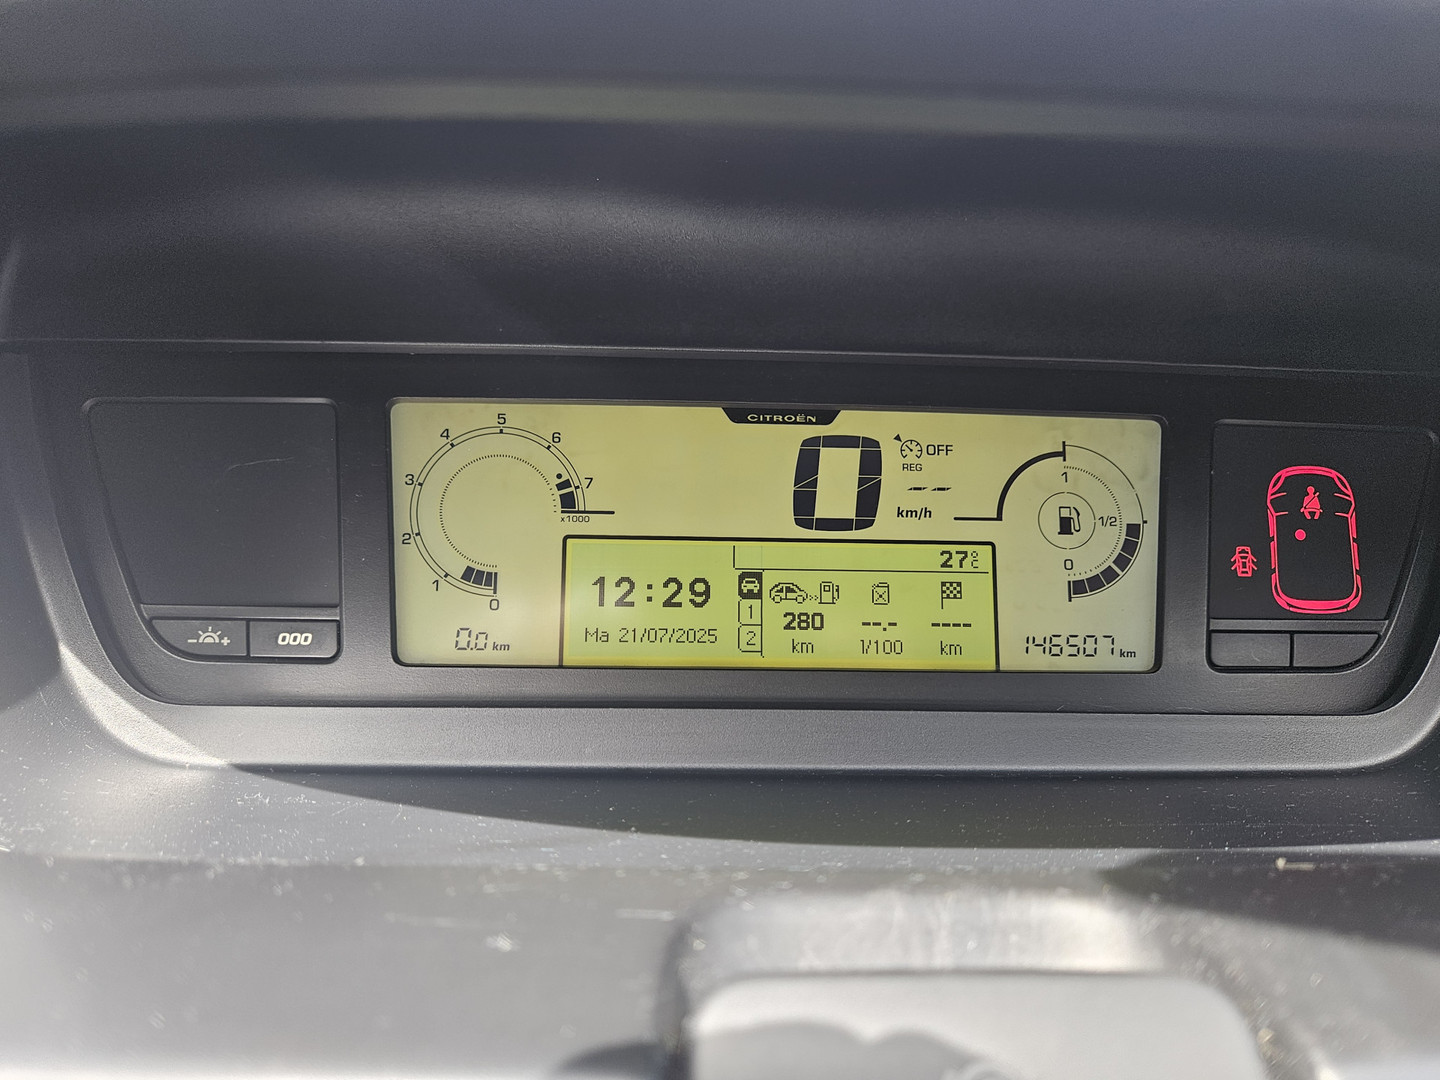 CITROËN
5
4
6
3
7
x1000
2
1
0
0.0 km
0
km/h
OFF
REG
-- --
1
1/2
0
27°C
12:29
Ma 21/07/2025
1
2
280
km
--.-
1/100
----
km
146507 km
- +
000